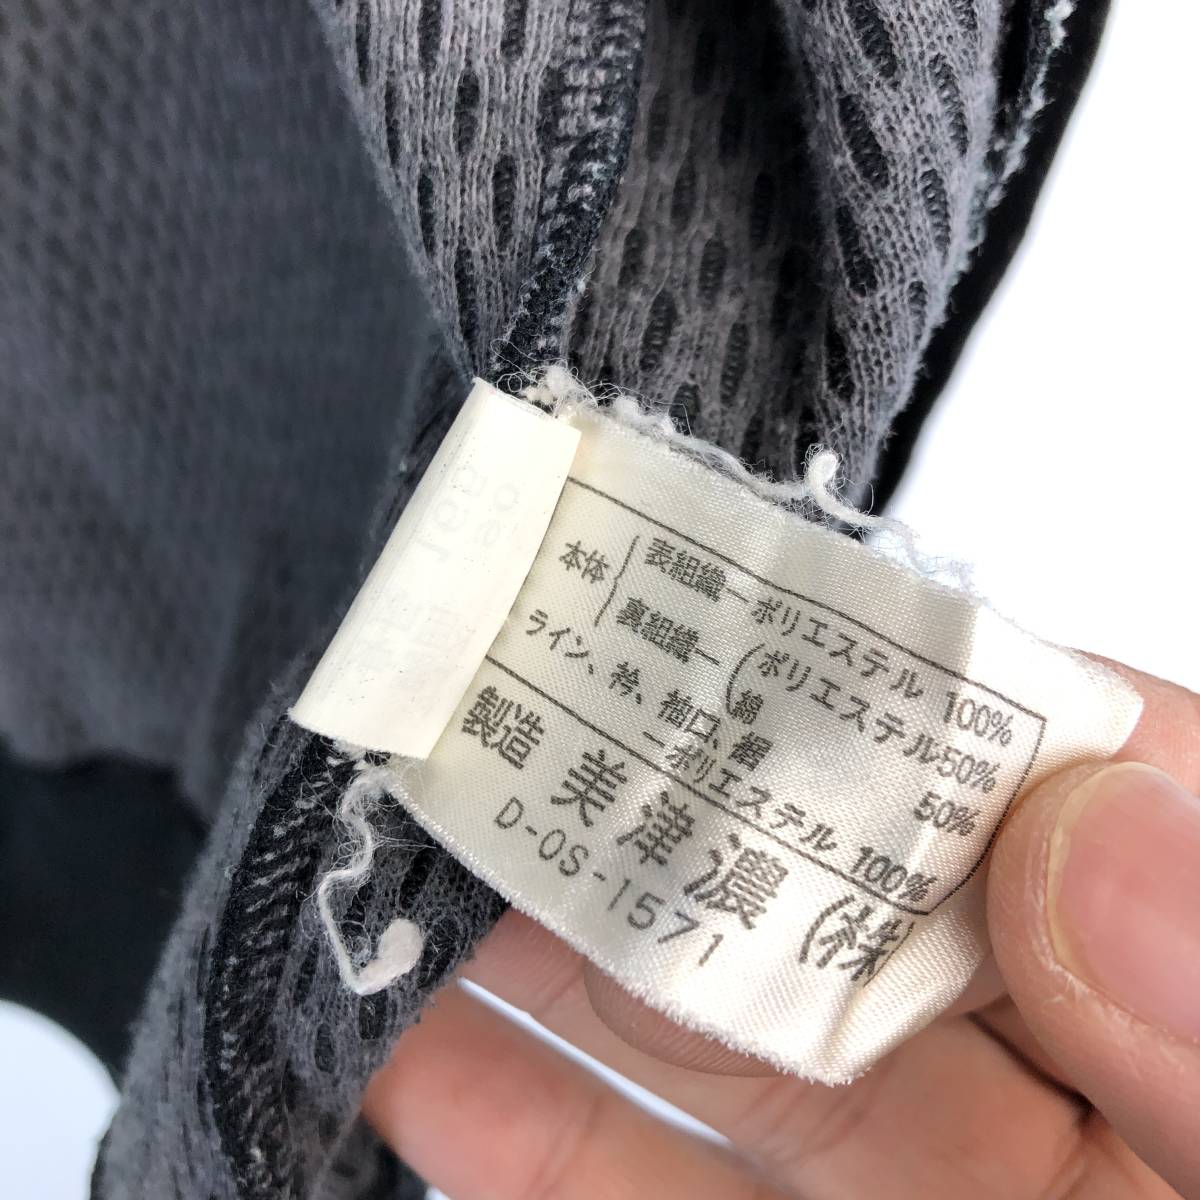 本体{表組織ーポリエステル 100%
裏組織ー(ポリエステル50%
綿 50%
ライン、衿、袖口、裾
ーポリエステル 100%
製造 美津濃(株)
D-OS-1571